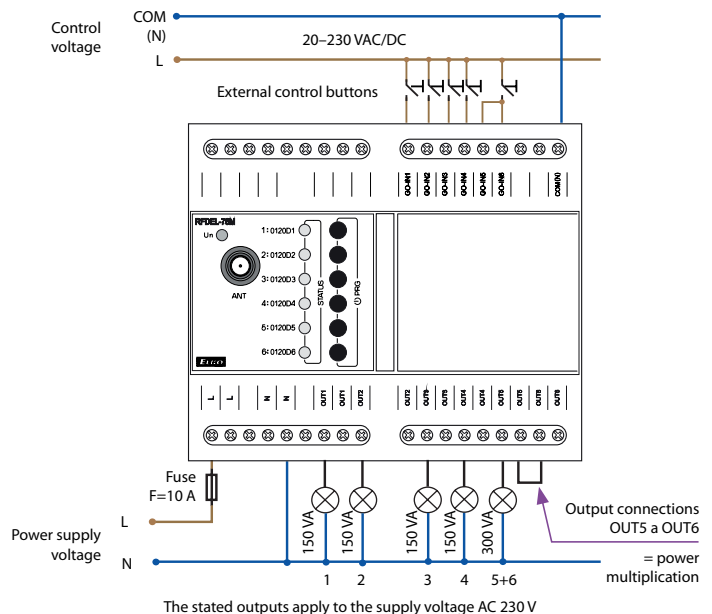 Control
voltage
COM
(N)
L
20–230 VAC/DC
External control buttons
GO-IN1
GO-IN2
GO-IN3
GO-IN4
GO-IN5
GO-IN6
COM(N)
RFDEL-76M
Un
ANT
1: 0120D1
2: 0120D2
3: 0120D3
4: 0120D4
5: 0120D5
6: 0120D6
STATUS
PRG
ELKO
L
L
N
N
OUT1
OUT1
OUT2
OUT2
OUT3
OUT4
OUT4
OUT5
OUT5
OUT6
OUT6
Fuse
F=10 A
150 VA
150 VA
150 VA
150 VA
300 VA
Output connections
OUT5 a OUT6
= power
multiplication
Power supply
voltage
L
N
1
2
3
4
5+6
The stated outputs apply to the supply voltage AC 230 V